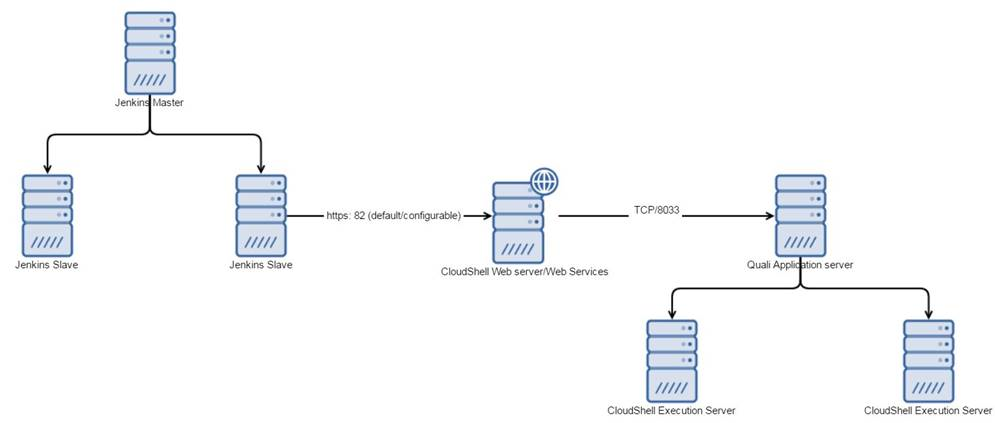 Jenkins Master
Jenkins Slave
Jenkins Slave
https: 82 (default/configurable)
CloudShell Web server/Web Services
TCP/8033
Quali Application server
CloudShell Execution Server
CloudShell Execution Server